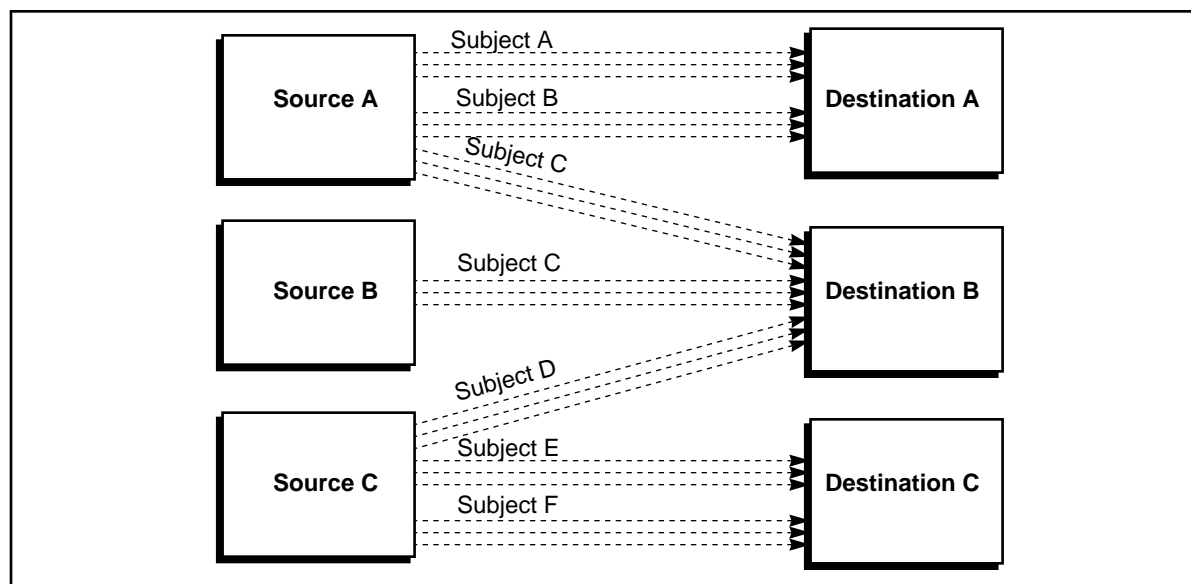 Subject A
Source A
Destination A
Subject B
Subject C
Subject C
Source B
Destination B
Subject D
Subject E
Source C
Destination C
Subject F